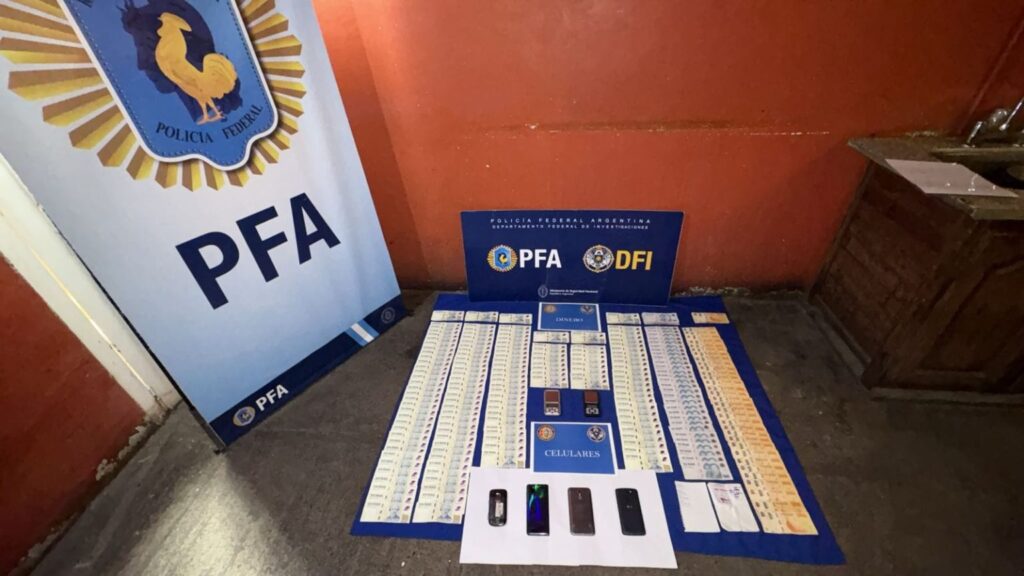 POLICIA FEDERAL
PFA
PFA
POLICÍA FEDERAL ARGENTINA
DEPARTAMENTO FEDERAL DE INVESTIGACIONES
PFA DFI
DINERO
CELULARES